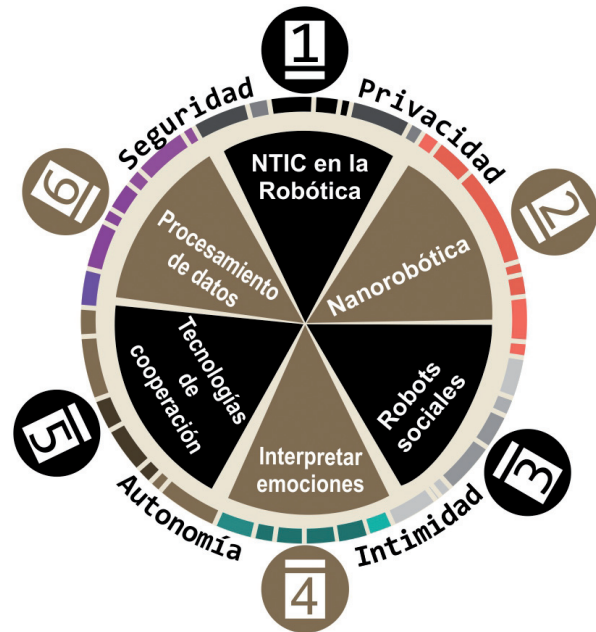 1
Privacidad
2
3
Intimidad
4
Autonomía
5
6
Seguridad
NTIC en la
Robótica
Nanorobótica
Robots
sociales
Interpretar
emociones
Tecnologías
de
cooperación
Procesamiento
de datos